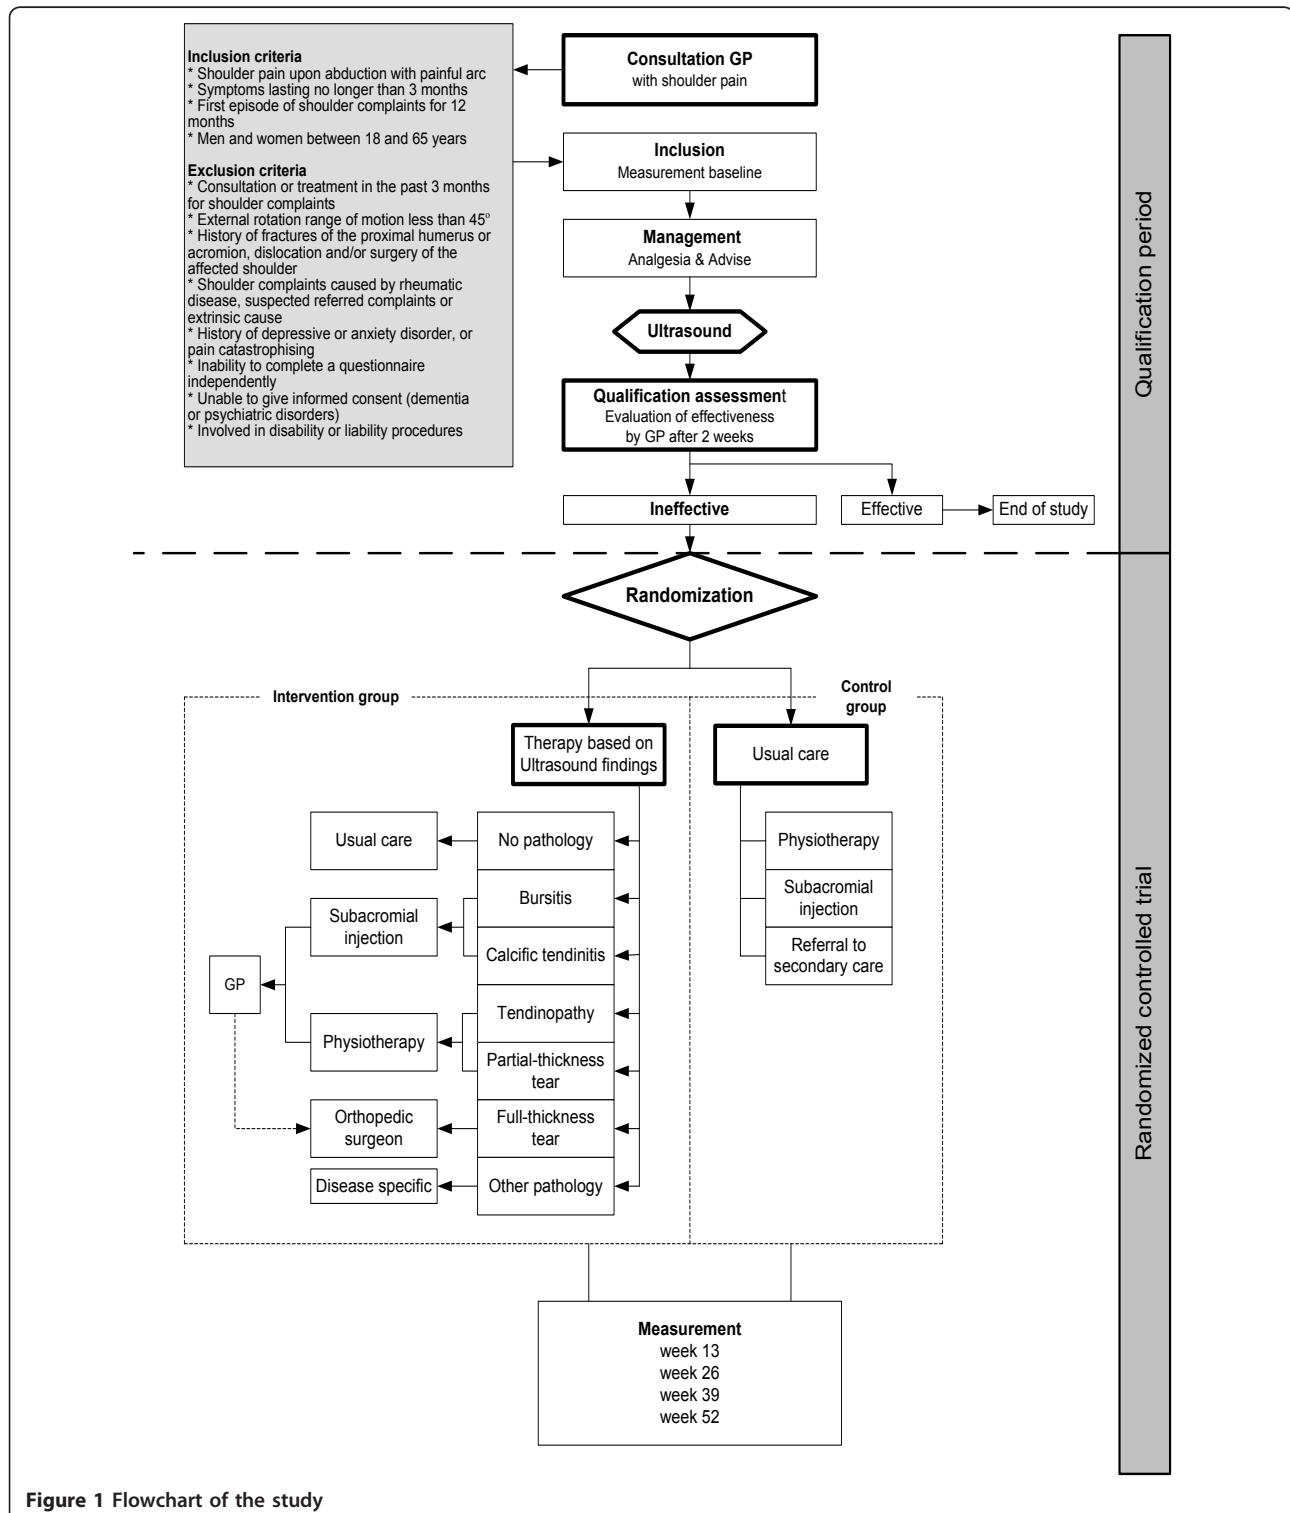 Inclusion criteria
* Shoulder pain upon abduction with painful arc
* Symptoms lasting no longer than 3 months
* First episode of shoulder complaints for 12
months
* Men and women between 18 and 65 years
Exclusion criteria
* Consultation or treatment in the past 3 months
for shoulder complaints
* External rotation range of motion less than 45°
* History of fractures of the proximal humerus or
acromion, dislocation and/or surgery of the
affected shoulder
* Shoulder complaints caused by rheumatic
disease, suspected referred complaints or
extrinsic cause
* History of depressive or anxiety disorder, or
pain catastrophising
* Inability to complete a questionnaire
independently
* Unable to give informed consent (dementia
or psychiatric disorders)
* Involved in disability or liability procedures
Consultation GP
with shoulder pain
Inclusion
Measurement baseline
Management
Analgesia & Advise
Ultrasound
Qualification assessment
Evaluation of effectiveness
by GP after 2 weeks
Ineffective
Effective
End of study
Qualification period
Randomization
Intervention group
Control
group
Therapy based on
Ultrasound findings
Usual care
Usual care
No pathology
Physiotherapy
Bursitis
Subacromial
injection
Subacromial
injection
Calcific tendinitis
Referral to
secondary care
GP
Tendinopathy
Physiotherapy
Partial-thickness
tear
Orthopedic
surgeon
Full-thickness
tear
Disease specific
Other pathology
Randomized controlled trial
Measurement
week 13
week 26
week 39
week 52
Figure 1 Flowchart of the study